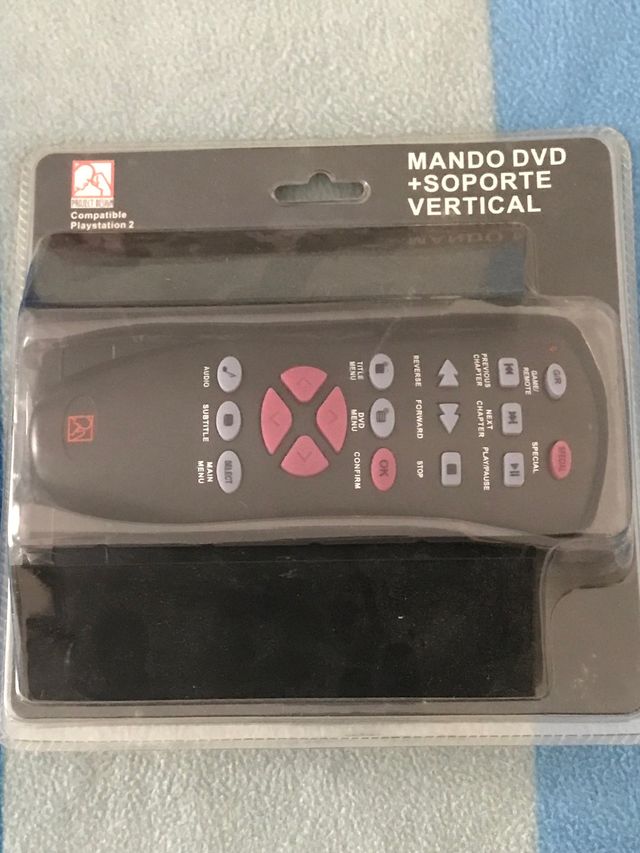 PROJECT DESIGN
Compatible
Playstation 2
MANDO DVD
+SOPORTE
VERTICAL
G/R
GAME/
REMOTE
SPECIAL
SPECIAL
PREVIOUS
CHAPTER
NEXT
CHAPTER
PLAY/PAUSE
REVERSE
FORWARD
STOP
TITLE
MENU
DVD
MENU
OK
CONFIRM
AUDIO
SUBTITLE
SELECT
MAIN
MENU